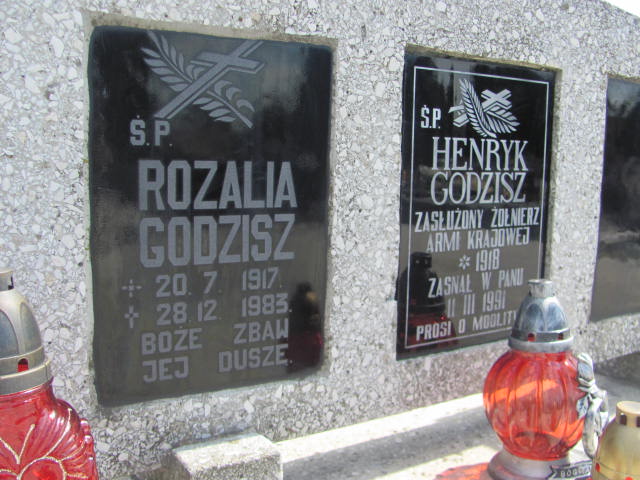 Ś.P.
ROZALIA
GODZISZ
20. 7. 1917.
28. 12. 1983.
BOŻE ZBAW
JEJ DUSZĘ.
Ś.P.
HENRYK
GODZISZ
ZASŁUŻONY ŻOŁNIERZ
ARMII KRAJOWEJ
1918
ZASNĄŁ W PANU
11 III 1991
PROSI O MODLITW